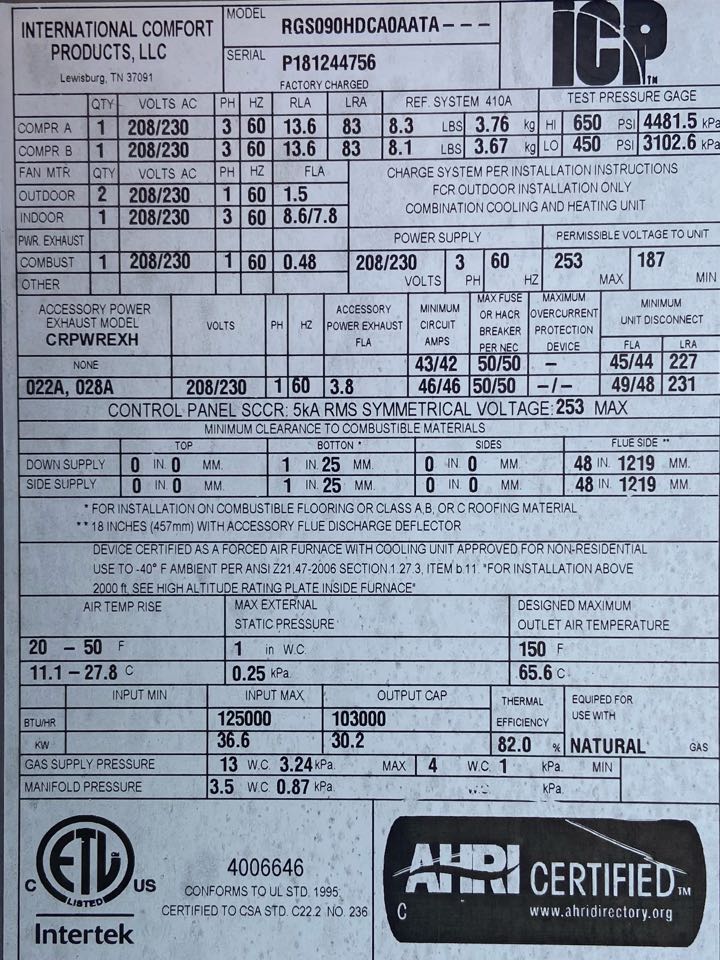 INTERNATIONAL COMFORT PRODUCTS, LLC
Lewisburg, TN 37091
MODEL RGS090HDCA0AATA---
SERIAL P181244756
ICP TM
FACTORY CHARGED
QTY VOLTS AC PH HZ RLA LRA REF. SYSTEM 410A TEST PRESSURE GAGE
COMPR A 1 208/230 3 60 13.6 83 8.3 LBS 3.76 kg HI 650 PSI 4481.5 kPa
COMPR B 1 208/230 3 60 13.6 83 8.1 LBS 3.67 kg LO 450 PSI 3102.6 kPa
FAN MTR QTY VOLTS AC PH HZ FLA
OUTDOOR 2 208/230 1 60 1.5
INDOOR 1 208/230 3 60 8.6/7.8
PWR. EXHAUST
COMBUST 1 208/230 1 60 0.48
OTHER
CHARGE SYSTEM PER INSTALLATION INSTRUCTIONS
FOR OUTDOOR INSTALLATION ONLY
COMBINATION COOLING AND HEATING UNIT
POWER SUPPLY PERMISSIBLE VOLTAGE TO UNIT
208/230 VOLTS 3 PH 60 HZ 253 MAX 187 MIN
ACCESSORY POWER EXHAUST MODEL CRPWREXH VOLTS PH HZ ACCESSORY POWER EXHAUST FLA MINIMUM CIRCUIT AMPS MAX FUSE OR HACR BREAKER PER NEC MAXIMUM OVERCURRENT PROTECTION DEVICE MINIMUM UNIT DISCONNECT
FLA LRA
NONE 43/42 50/50 – 45/44 227
022A, 028A 208/230 1 60 3.8 46/46 50/50 –/– 49/48 231
CONTROL PANEL SCCR: 5kA RMS SYMMETRICAL VOLTAGE: 253 MAX
MINIMUM CLEARANCE TO COMBUSTIBLE MATERIALS
TOP BOTTON * SIDES FLUE SIDE **
DOWN SUPPLY 0 IN. 0 MM. 1 IN. 25 MM. 0 IN. 0 MM. 48 IN. 1219 MM.
SIDE SUPPLY 0 IN. 0 MM. 1 IN. 25 MM. 0 IN. 0 MM. 48 IN. 1219 MM.
* FOR INSTALLATION ON COMBUSTIBLE FLOORING OR CLASS A,B, OR C ROOFING MATERIAL
** 18 INCHES (457mm) WITH ACCESSORY FLUE DISCHARGE DEFLECTOR
DEVICE CERTIFIED AS A FORCED AIR FURNACE WITH COOLING UNIT APPROVED FOR NON-RESIDENTIAL
USE TO -40° F AMBIENT PER ANSI Z21.47-2006 SECTION.1.27.3, ITEM b.11. "FOR INSTALLATION ABOVE
2000 ft, SEE HIGH ALTITUDE RATING PLATE INSIDE FURNACE"
AIR TEMP RISE MAX EXTERNAL STATIC PRESSURE DESIGNED MAXIMUM OUTLET AIR TEMPERATURE
20 – 50 F 1 in W.C. 150 F
11.1 – 27.8 C 0.25 kPa. 65.6 C
INPUT MIN INPUT MAX OUTPUT CAP THERMAL EFFICIENCY EQUIPED FOR USE WITH
BTU/HR 125000 103000
KW 36.6 30.2 82.0 % NATURAL GAS
GAS SUPPLY PRESSURE 13 W.C. 3.24 kPa. MAX 4 W.C. 1 kPa. MIN
MANIFOLD PRESSURE 3.5 W.C. 0.87 kPa. W.C. kPa.
C ETL CM LISTED US
Intertek
4006646
CONFORMS TO UL STD. 1995;
CERTIFIED TO CSA STD. C22.2 NO. 236
AHRI CERTIFIED TM
C www.ahridirectory.org